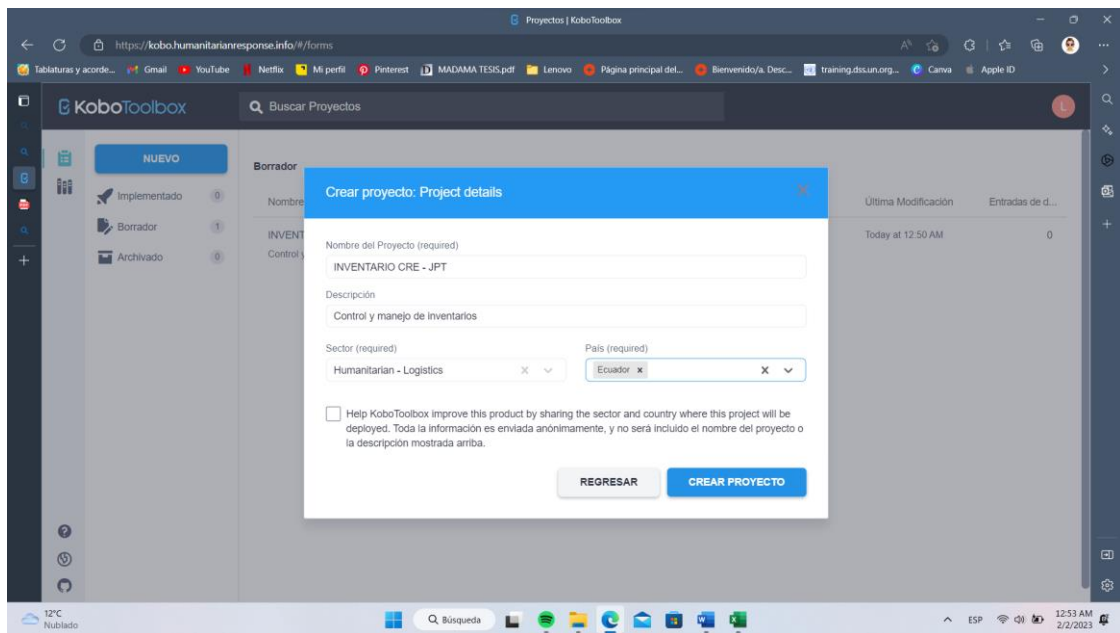 Proyectos | KoboToolbox
https://kobo.humanitarianresponse.info/#/forms
Tablaturas y acorde... Gmail YouTube Netflix Mi perfil Pinterest MADAMA TESIS.pdf Lenovo Página principal del... Bienvenido/a. Desc... training.dss.un.org... Canva Apple ID
KoboToolbox
Buscar Proyectos
L
NUEVO
Implementado 0
Borrador 1
Archivado 0
Borrador
Nombre Última Modificación Entradas de d...
INVENT Today at 12:50 AM 0
Control y
Crear proyecto: Project details
Nombre del Proyecto (required)
INVENTARIO CRE - JPT
Descripción
Control y manejo de inventarios
Sector (required) País (required)
Humanitarian - Logistics Ecuador
Help KoboToolbox improve this product by sharing the sector and country where this project will be
deployed. Toda la información es enviada anónimamente, y no será incluido el nombre del proyecto o
la descripción mostrada arriba.
REGRESAR CREAR PROYECTO
12°C
Nublado
Búsqueda
ESP
12:53 AM
2/2/2023